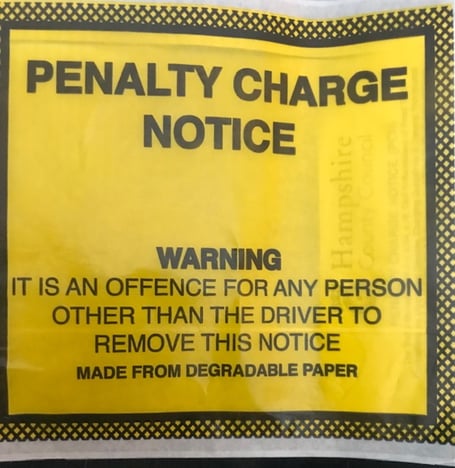 PENALTY CHARGE
NOTICE
WARNING
IT IS AN OFFENCE FOR ANY PERSON
OTHER THAN THE DRIVER TO
REMOVE THIS NOTICE
MADE FROM DEGRADABLE PAPER
Hampshire
County Council